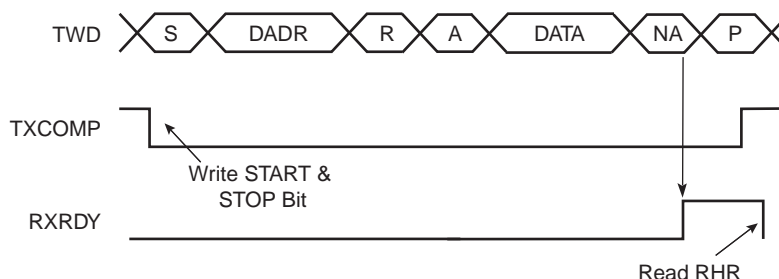 TWD S DADR R A DATA NA P
TXCOMP
Write START &
STOP Bit
RXRDY
Read RHR